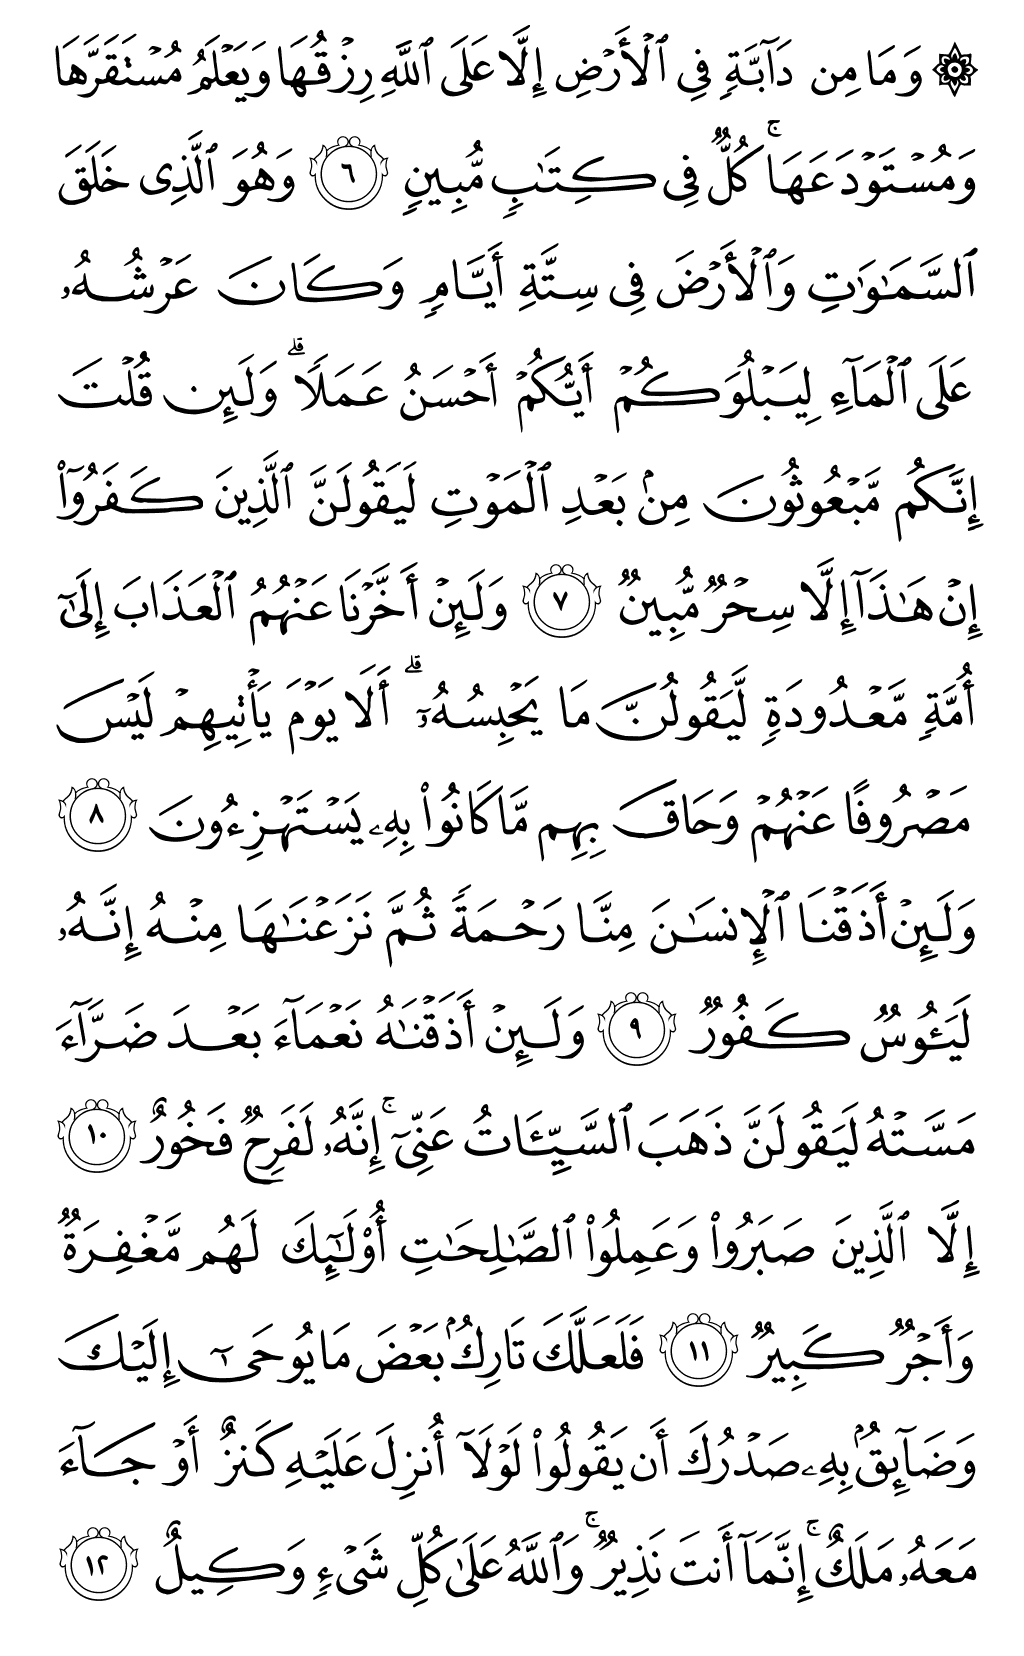 ۞ وَمَا مِن دَآبَّةٍ فِي ٱلۡأَرۡضِ إِلَّا عَلَى ٱللَّهِ رِزۡقُهَا وَيَعۡلَمُ مُسۡتَقَرَّهَا
وَمُسۡتَوۡدَعَهَاۚ كُلّٞ فِي كِتَٰبٖ مُّبِينٖ ٦ وَهُوَ ٱلَّذِي خَلَقَ
ٱلسَّمَٰوَٰتِ وَٱلۡأَرۡضَ فِي سِتَّةِ أَيَّامٖ وَكَانَ عَرۡشُهُۥ
عَلَى ٱلۡمَآءِ لِيَبۡلُوَكُمۡ أَيُّكُمۡ أَحۡسَنُ عَمَلٗاۗ وَلَئِن قُلۡتَ
إِنَّكُم مَّبۡعُوثُونَ مِنۢ بَعۡدِ ٱلۡمَوۡتِ لَيَقُولَنَّ ٱلَّذِينَ كَفَرُوٓاْ
إِنۡ هَٰذَآ إِلَّا سِحۡرٞ مُّبِينٞ ٧ وَلَئِنۡ أَخَّرۡنَا عَنۡهُمُ ٱلۡعَذَابَ إِلَىٰٓ
أُمَّةٖ مَّعۡدُودَةٖ لَّيَقُولُنَّ مَا يَحۡبِسُهُۥٓۗ أَلَا يَوۡمَ يَأۡتِيهِمۡ لَيۡسَ
مَصۡرُوفًا عَنۡهُمۡ وَحَاقَ بِهِم مَّا كَانُواْ بِهِۦ يَسۡتَهۡزِءُونَ ٨
وَلَئِنۡ أَذَقۡنَا ٱلۡإِنسَٰنَ مِنَّا رَحۡمَةٗ ثُمَّ نَزَعۡنَٰهَا مِنۡهُ إِنَّهُۥ
لَيَـُٔوسٞ كَفُورٞ ٩ وَلَئِنۡ أَذَقۡنَٰهُ نَعۡمَآءَ بَعۡدَ ضَرَّآءَ
مَسَّتۡهُ لَيَقُولَنَّ ذَهَبَ ٱلسَّيِّـَٔاتُ عَنِّيٓۚ إِنَّهُۥ لَفَرِحٞ فَخُورٌ ١٠
إِلَّا ٱلَّذِينَ صَبَرُواْ وَعَمِلُواْ ٱلصَّٰلِحَٰتِ أُوْلَٰٓئِكَ لَهُم مَّغۡفِرَةٞ
وَأَجۡرٞ كَبِيرٞ ١١ فَلَعَلَّكَ تَارِكُۢ بَعۡضَ مَا يُوحَىٰٓ إِلَيۡكَ
وَضَآئِقُۢ بِهِۦ صَدۡرُكَ أَن يَقُولُواْ لَوۡلَآ أُنزِلَ عَلَيۡهِ كَنزٌ أَوۡ جَآءَ
مَعَهُۥ مَلَكٌۚ إِنَّمَآ أَنتَ نَذِيرٞۚ وَٱللَّهُ عَلَىٰ كُلِّ شَيۡءٖ وَكِيلٌ ١٢